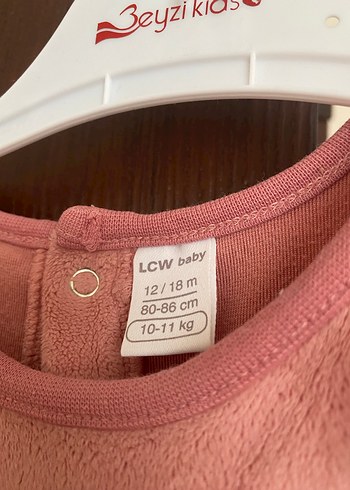 Beyzi kids
LCW baby
12 / 18 m
80-86 cm
10-11 kg